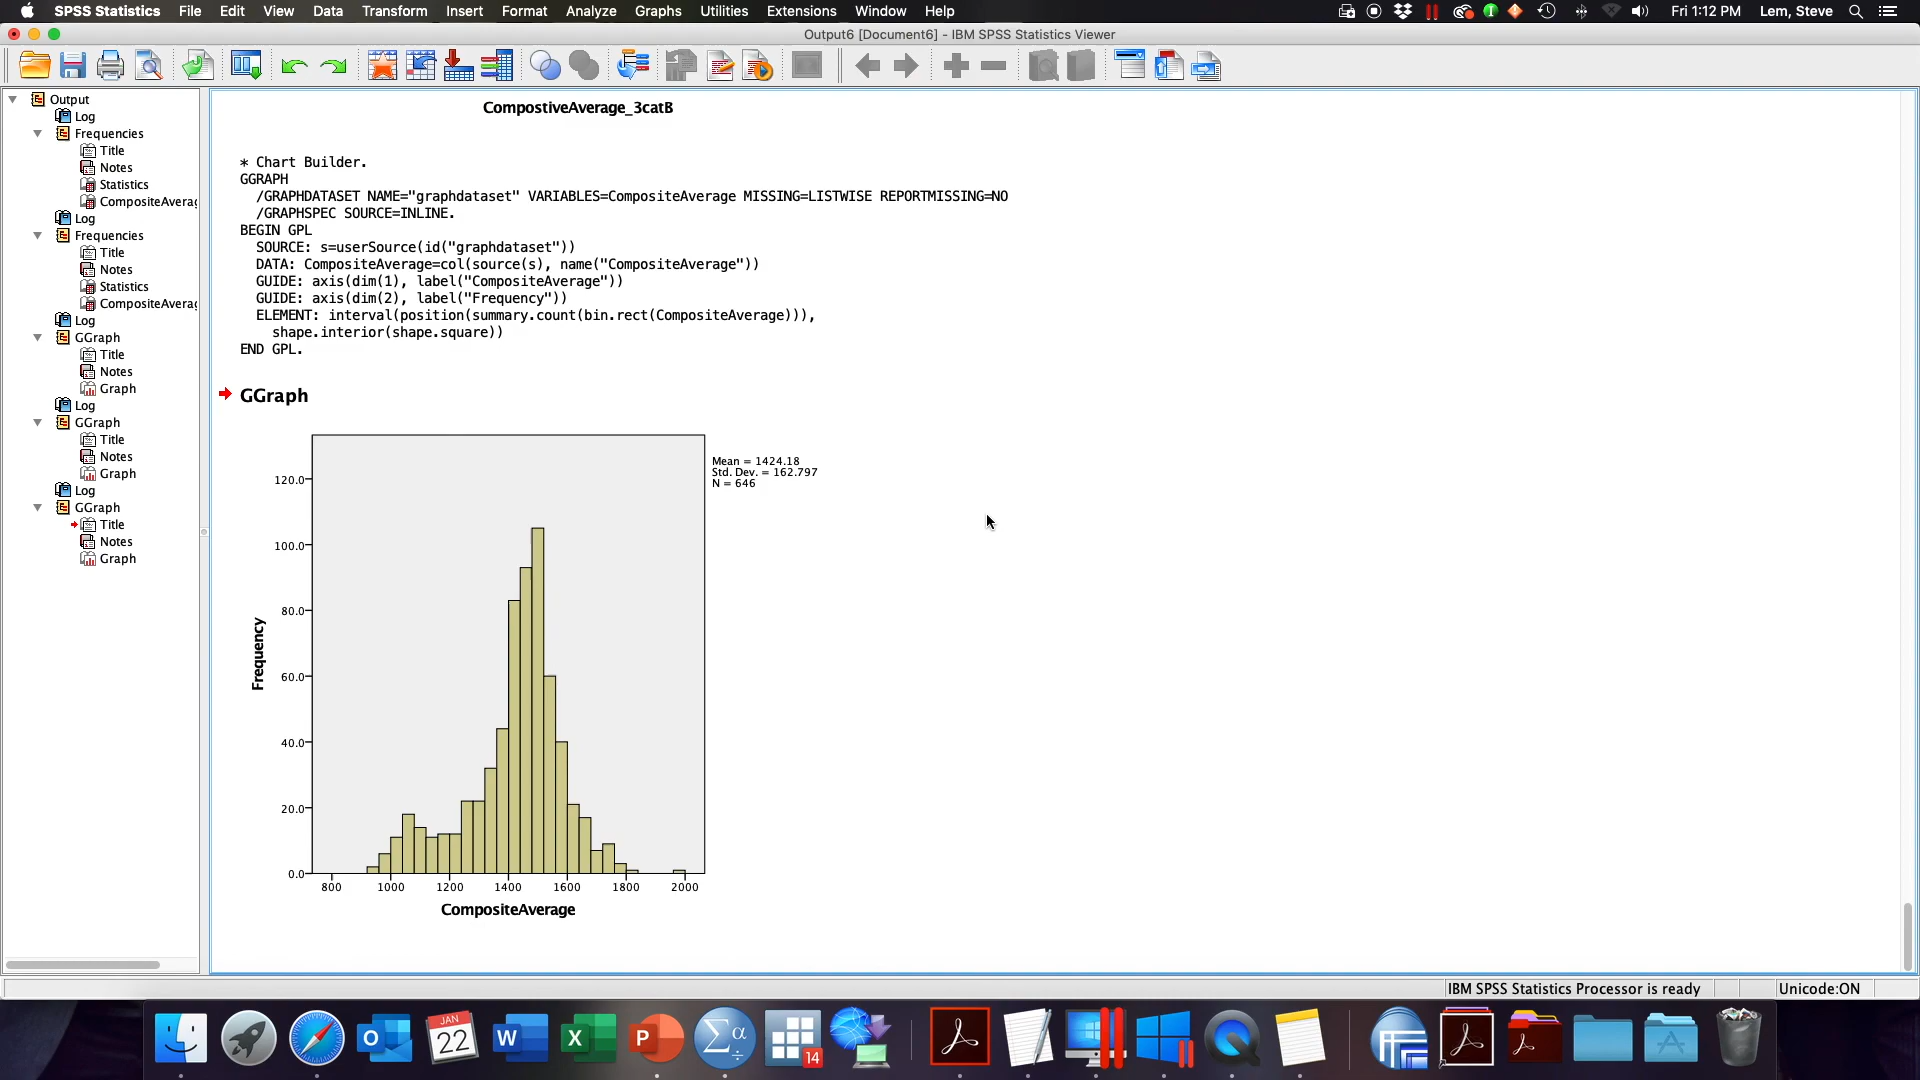 SPSS Statistics File Edit View Data Transform Insert Format Analyze Graphs Utilities Extensions Window Help Fri 1:12 PM Lem, Steve
Output6 [Document6] - IBM SPSS Statistics Viewer
Output
Log
Frequencies
Title
Notes
Statistics
CompositeAverag
Log
Frequencies
Title
Notes
Statistics
CompositeAverag
Log
GGraph
Title
Notes
Graph
Log
GGraph
Title
Notes
Graph
Log
GGraph
Title
Notes
Graph
CompostiveAverage_3catB
* Chart Builder.
GGRAPH
/GRAPHDATASET NAME="graphdataset" VARIABLES=CompositeAverage MISSING=LISTWISE REPORTMISSING=NO
/GRAPHSPEC SOURCE=INLINE.
BEGIN GPL
SOURCE: s=userSource(id("graphdataset"))
DATA: CompositeAverage=col(source(s), name("CompositeAverage"))
GUIDE: axis(dim(1), label("CompositeAverage"))
GUIDE: axis(dim(2), label("Frequency"))
ELEMENT: interval(position(summary.count(bin.rect(CompositeAverage))),
shape.interior(shape.square))
END GPL.
GGraph
Mean = 1424.18
Std. Dev. = 162.797
N = 646
120.0
100.0
80.0
60.0
40.0
20.0
0.0
Frequency
800 1000 1200 1400 1600 1800 2000
CompositeAverage
IBM SPSS Statistics Processor is ready Unicode:ON
JAN
22
14